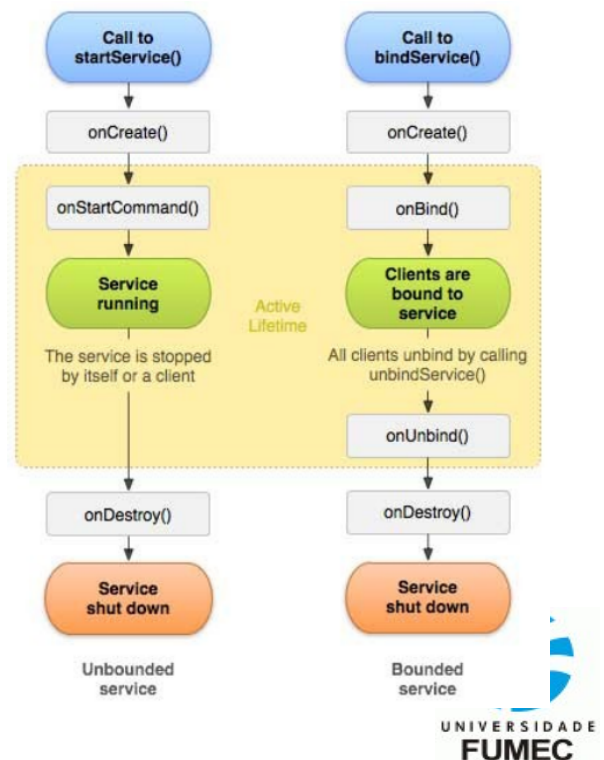 Call to
startService()
onCreate()
onStartCommand()
Service
running
The service is stopped
by itself or a client
onDestroy()
Service
shut down
Unbounded
service
Active
Lifetime
Call to
bindService()
onCreate()
onBind()
Clients are
bound to
service
All clients unbind by calling
unbindService()
onUnbind()
onDestroy()
Service
shut down
Bounded
service
UNIVERSIDADE
FUMEC